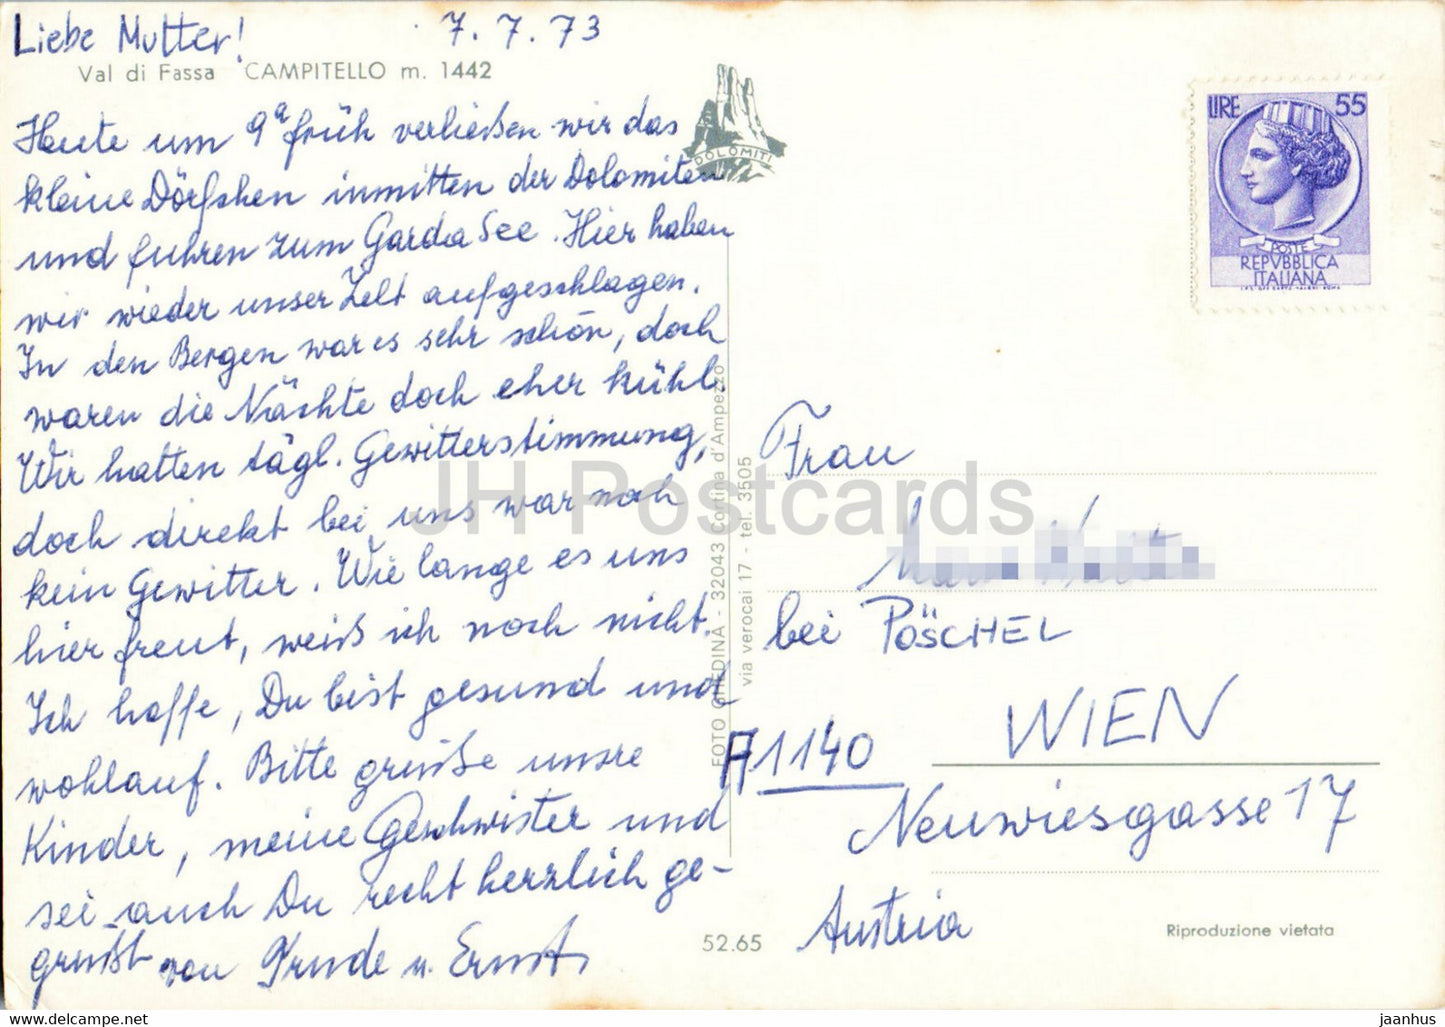 Liebe Mutter! 7.7.73
Val di Fassa CAMPITELLO m. 1442
Heute um 9ª früh verließen wir das
kleine Dörfchen inmitten der Dolomiten
und fuhren zum Garda See. Hier haben
wir wieder unser Zelt aufgeschlagen.
In den Bergen war es sehr schön, doch
waren die Nächte doch eher kühl.
Wir hatten tägl. Gewitterstimmung,
doch direkt bei uns war noch
kein Gewitter. Wie lange es uns
hier freut, weiß ich noch nicht.
Ich hoffe, Du bist gesund und
wohlauf. Bitte grüße unsre
Kinder, meine Geschwister und
sei auch Du recht herzlich ge-
grüßt von Trude u. Ernst
DOLOMITI
FOTO GHEDINA - 32043 Cortina d'Ampezzo
via verocai 17 - tel. 3505
52.65
LIRE 55
POSTE
REPVBBLICA
ITALIANA
Frau
bei PÖSCHEL
WIEN
A1140
Neuwiesgasse 17
Austria
Riproduzione vietata
JH Postcards
https://www.delcampe.net
jaanhus